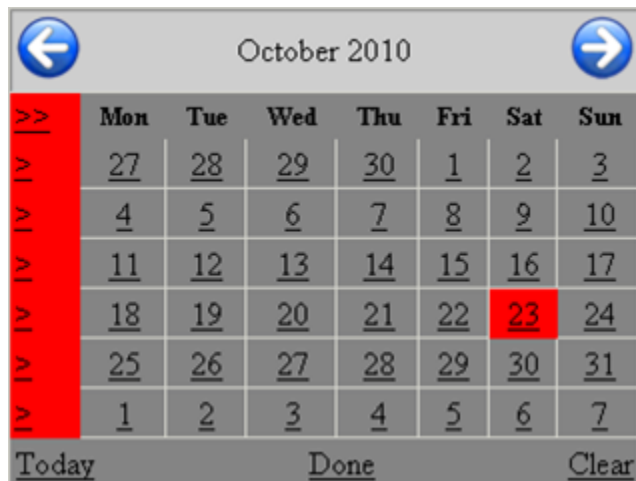 October 2010
>> Mon Tue Wed Thu Fri Sat Sun
> 27 28 29 30 1 2 3
> 4 5 6 7 8 9 10
> 11 12 13 14 15 16 17
> 18 19 20 21 22 23 24
> 25 26 27 28 29 30 31
> 1 2 3 4 5 6 7
Today Done Clear